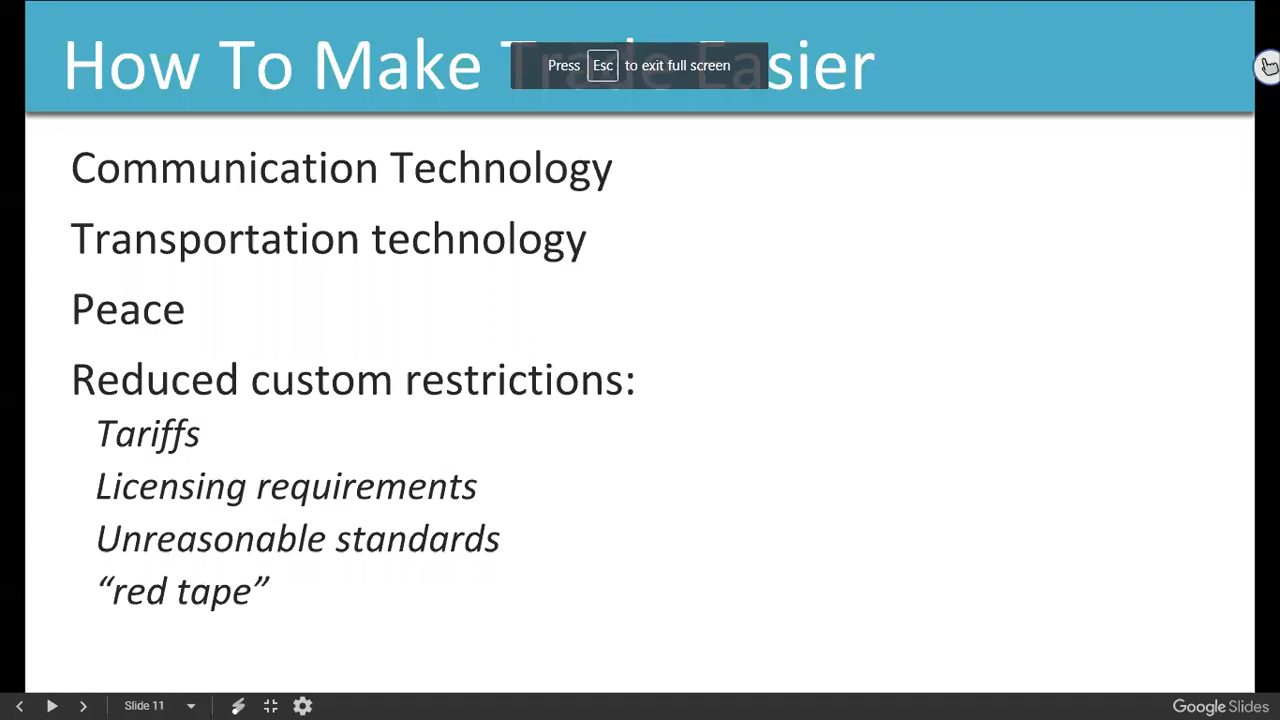 How To Make Trade Easier
Press Esc to exit full screen
Communication Technology
Transportation technology
Peace
Reduced custom restrictions:
Tariffs
Licensing requirements
Unreasonable standards
“red tape”
Slide 11
Google Slides